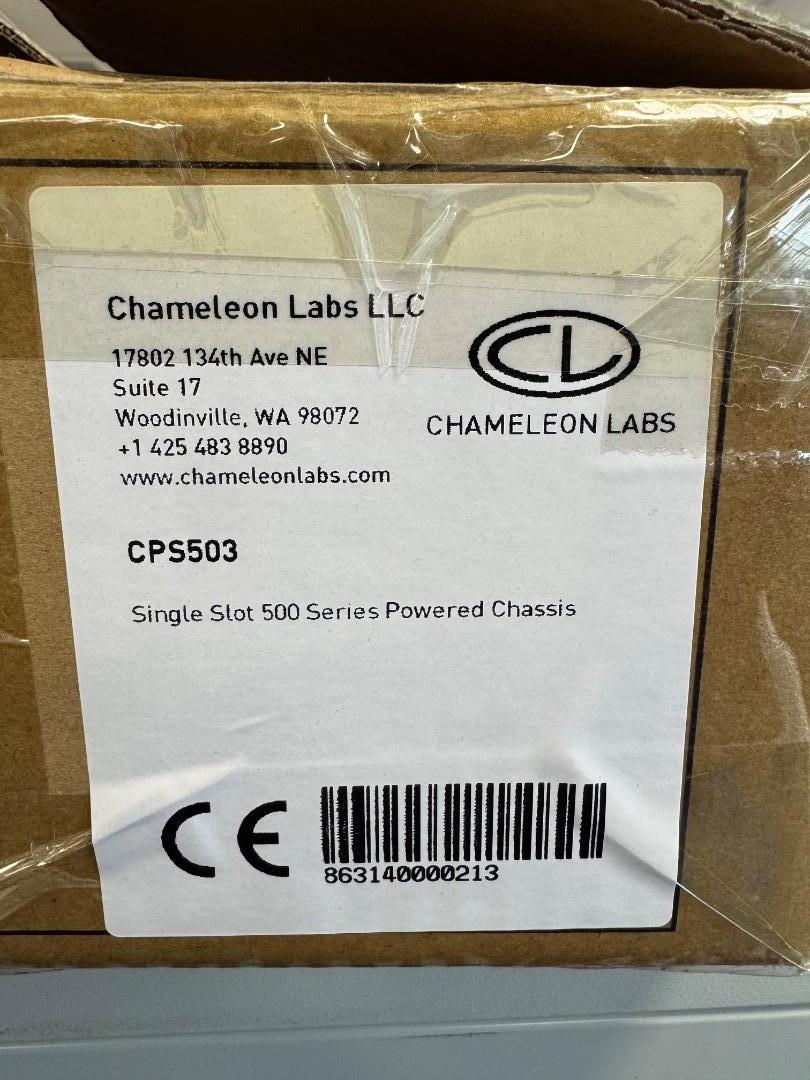 Chameleon Labs LLC
17802 134th Ave NE
Suite 17
Woodinville, WA 98072
+1 425 483 8890
www.chameleonlabs.com
CL
CHAMELEON LABS
CPS503
Single Slot 500 Series Powered Chassis
CE
863140000213